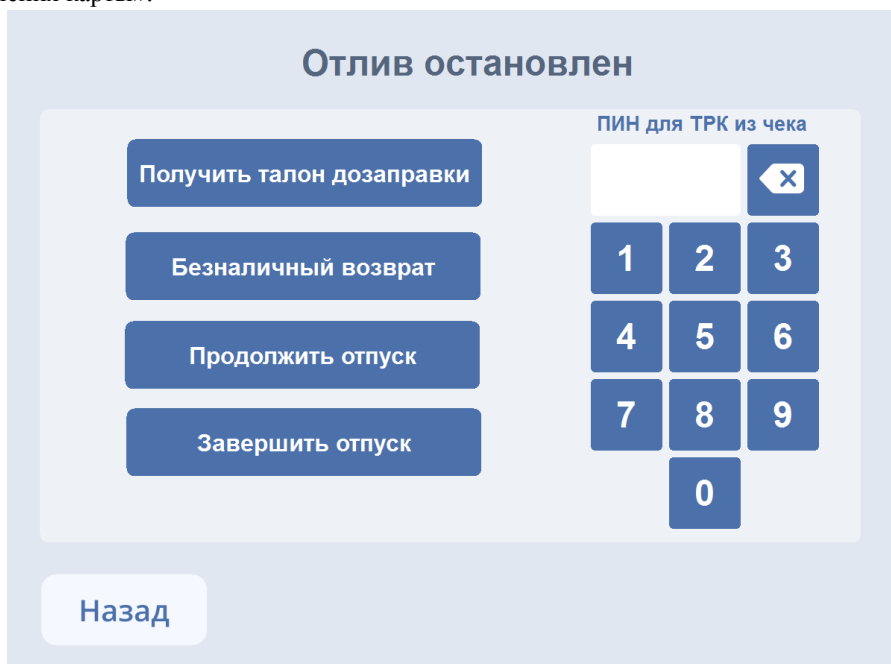 Отлив остановлен
ПИН для ТРК из чека
Получить талон дозаправки
Безналичный возврат
Продолжить отпуск
Завершить отпуск
1 2 3
4 5 6
7 8 9
0
Назад